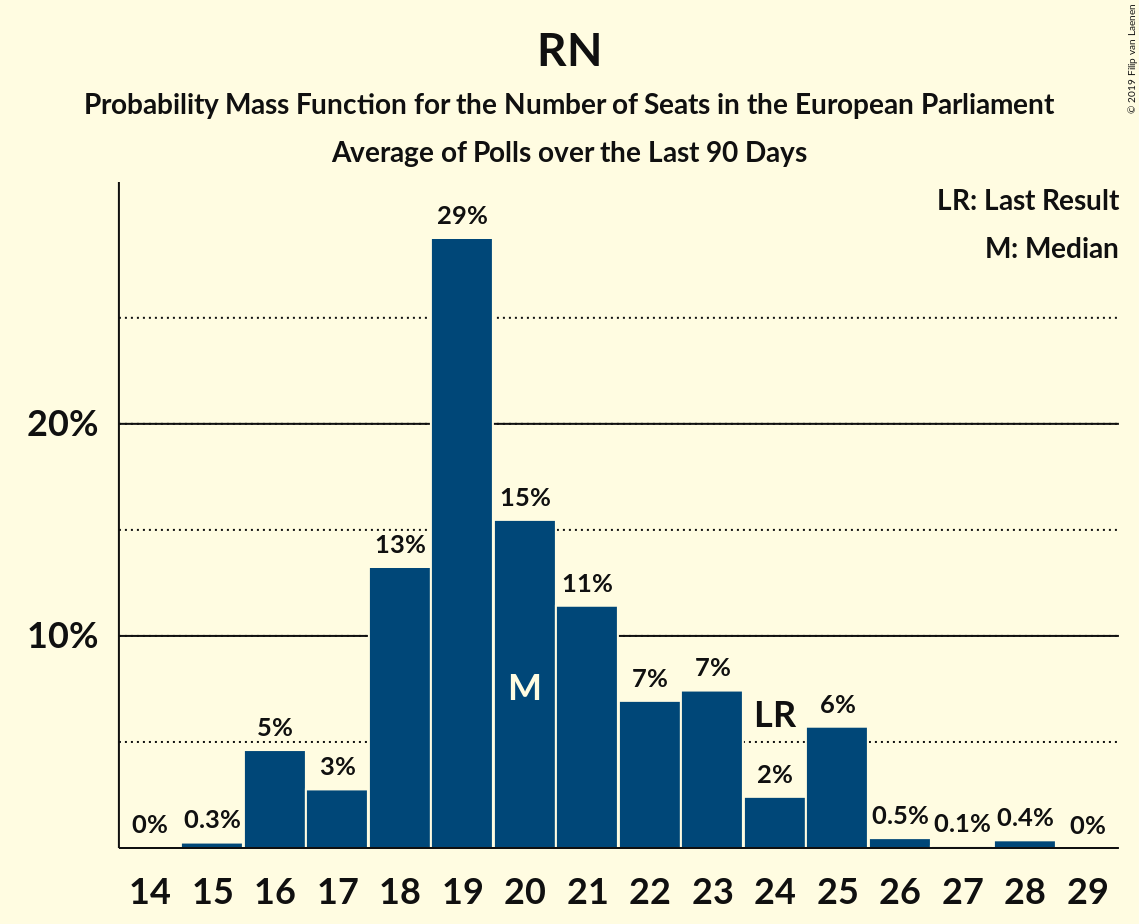 RN
Probability Mass Function for the Number of Seats in the European Parliament
Average of Polls over the Last 90 Days
© 2019 Filip van Laenen
LR: Last Result
M: Median
20%
10%
0%
0.3%
5%
3%
13%
29%
15%
11%
7%
7%
2%
6%
0.5%
0.1%
0.4%
0%
M
LR
14 15 16 17 18 19 20 21 22 23 24 25 26 27 28 29